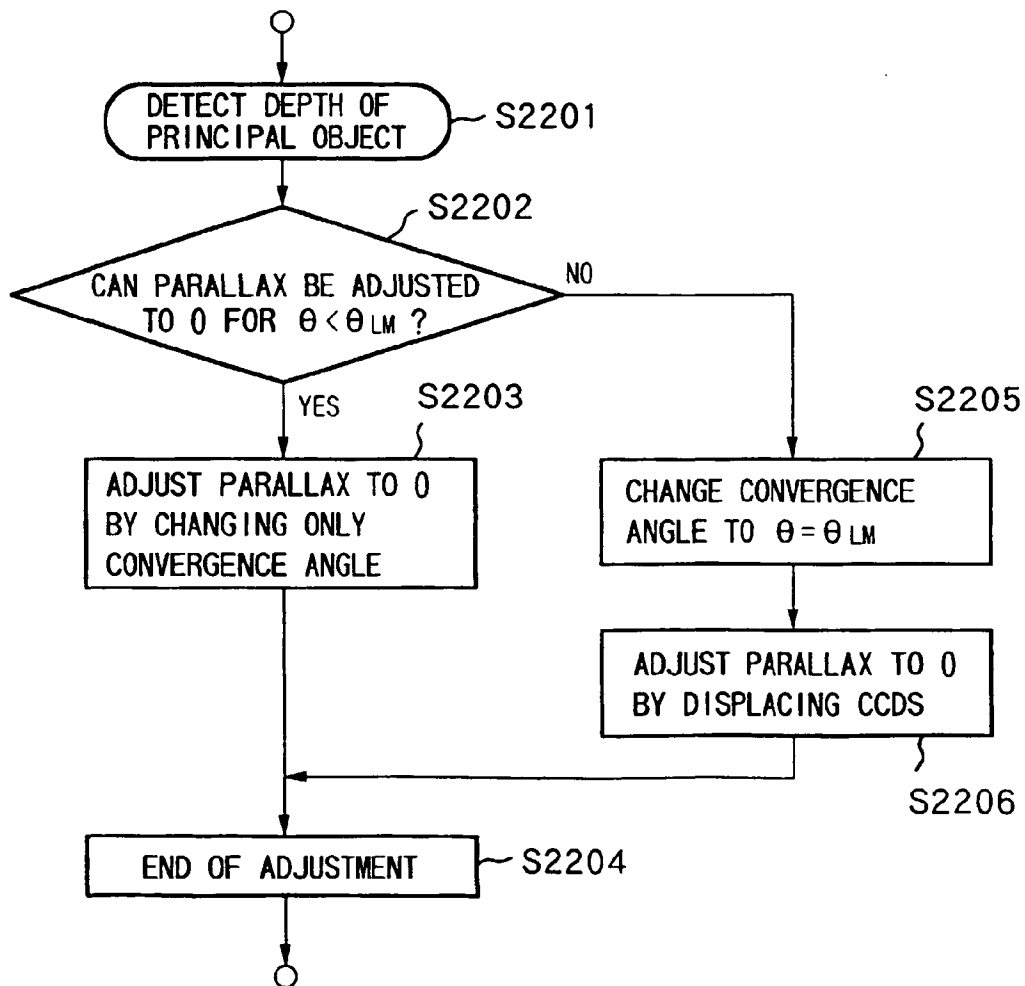 DETECT DEPTH OF
PRINCIPAL OBJECT
S2201
S2202
CAN PARALLAX BE ADJUSTED
TO 0 FOR θ<θLM ?
NO
YES
S2203
ADJUST PARALLAX TO 0
BY CHANGING ONLY
CONVERGENCE ANGLE
S2205
CHANGE CONVERGENCE
ANGLE TO θ=θLM
ADJUST PARALLAX TO 0
BY DISPLACING CCDS
S2206
END OF ADJUSTMENT
S2204